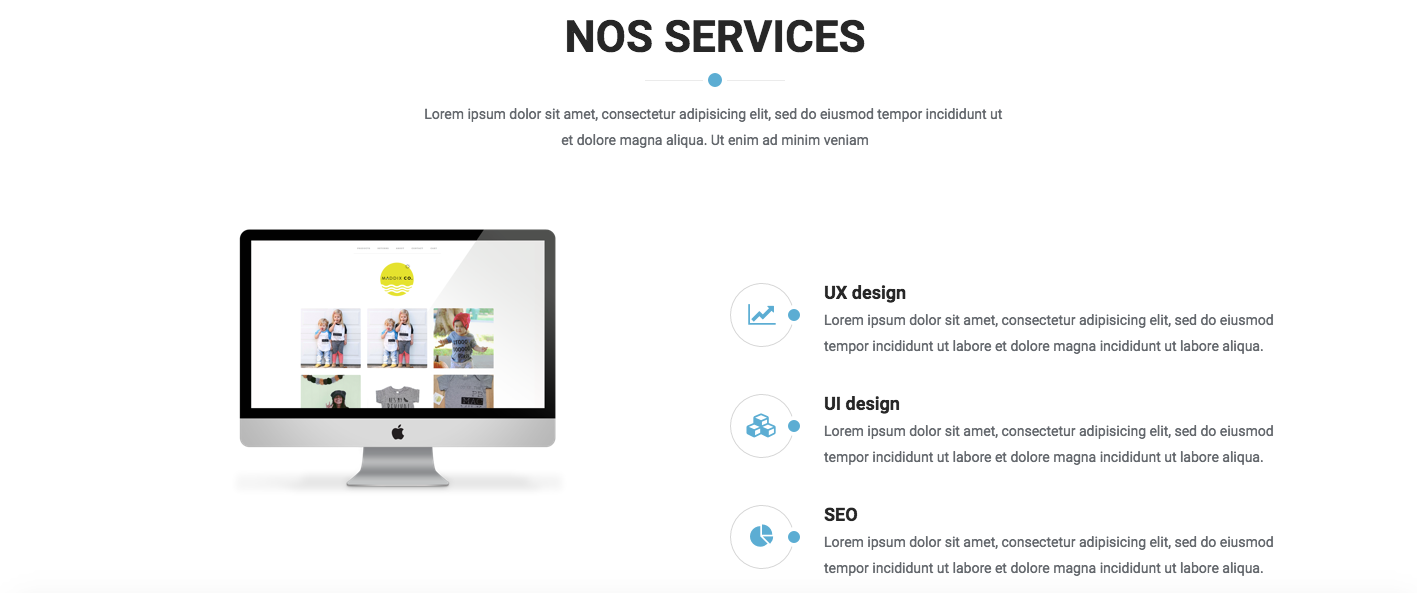 NOS SERVICES
Lorem ipsum dolor sit amet, consectetur adipisicing elit, sed do eiusmod tempor incididunt ut
et dolore magna aliqua. Ut enim ad minim veniam
MADDIX CO.
UX design
Lorem ipsum dolor sit amet, consectetur adipisicing elit, sed do eiusmod
tempor incididunt ut labore et dolore magna incididunt ut labore aliqua.
UI design
Lorem ipsum dolor sit amet, consectetur adipisicing elit, sed do eiusmod
tempor incididunt ut labore et dolore magna incididunt ut labore aliqua.
SEO
Lorem ipsum dolor sit amet, consectetur adipisicing elit, sed do eiusmod
tempor incididunt ut labore et dolore magna incididunt ut labore aliqua.